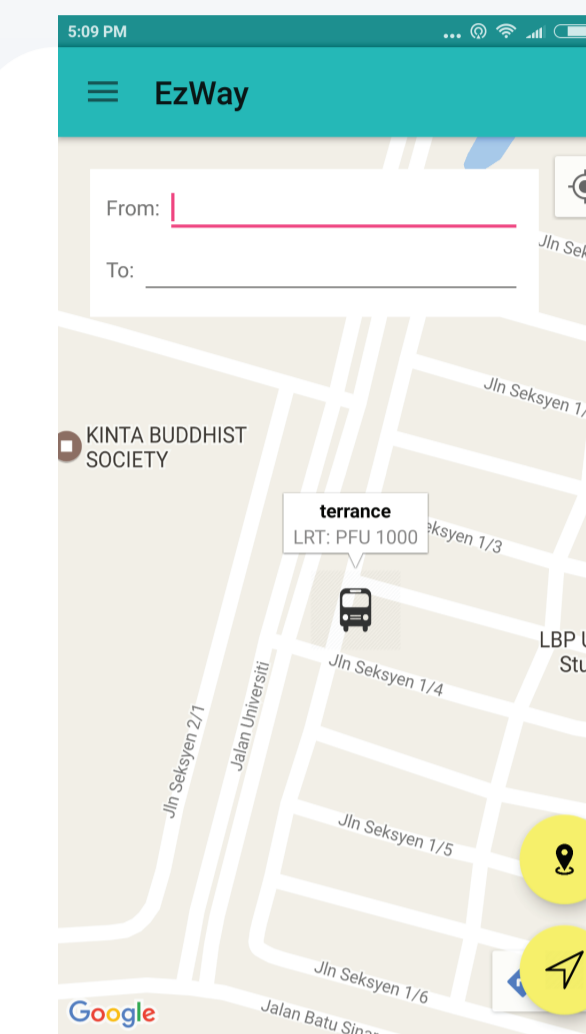 5:09 PM
EzWay
From:
To:
Jln Sek
Jln Seksyen 1/
KINTA BUDDHIST
SOCIETY
terrance
LRT: PFU 1000
eksyen 1/3
LBP
Stu
Jln Seksyen 1/4
Jalan Universiti
Jln Seksyen 2/1
Jln Seksyen 1/5
Jln Seksyen 1/6
Google
Jalan Batu